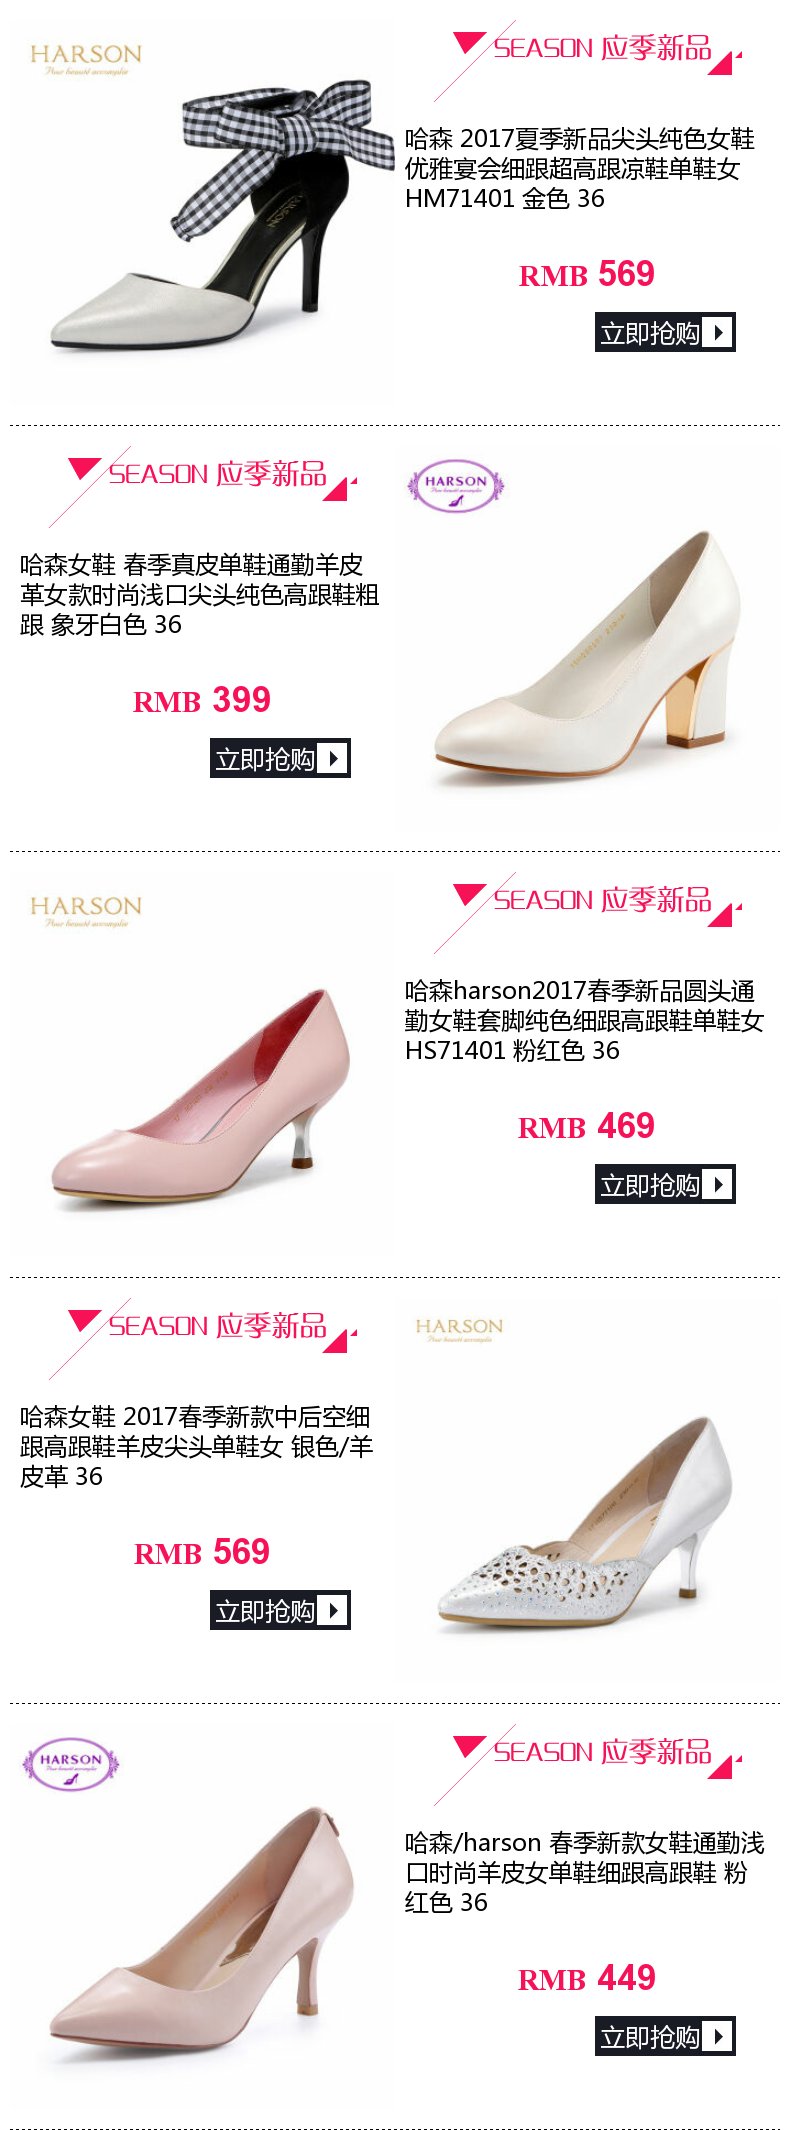 HARSON
Pour beauté accomplie
SEASON 应季新品
哈森 2017夏季新品尖头纯色女鞋
优雅宴会细跟超高跟凉鞋单鞋女
HM71401 金色 36
RMB 569
立即抢购
SEASON 应季新品
HARSON
Pour beauté accomplie
哈森女鞋 春季真皮单鞋通勤羊皮
革女款时尚浅口尖头纯色高跟鞋粗
跟 象牙白色 36
RMB 399
立即抢购
HARSON
Pour beauté accomplie
SEASON 应季新品
哈森harson2017春季新品圆头通
勤女鞋套脚纯色细跟高跟鞋单鞋女
HS71401 粉红色 36
RMB 469
立即抢购
SEASON 应季新品
HARSON
Pour beauté accomplie
哈森女鞋 2017春季新款中后空细
跟高跟鞋羊皮尖头单鞋女 银色/羊
皮革 36
RMB 569
立即抢购
HARSON
Pour beauté accomplie
SEASON 应季新品
哈森/harson 春季新款女鞋通勤浅
口时尚羊皮女单鞋细跟高跟鞋 粉
红色 36
RMB 449
立即抢购